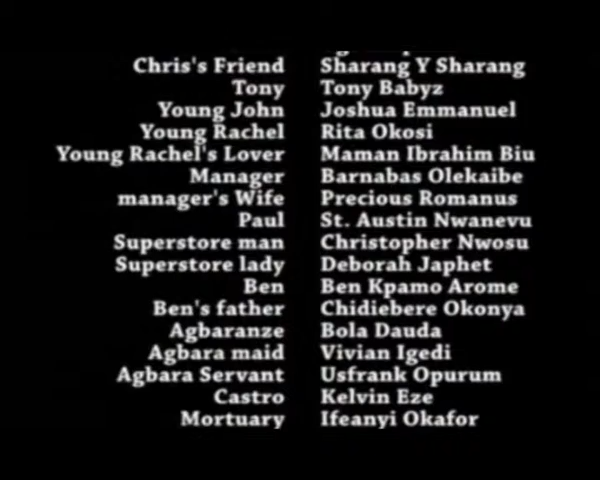 Chris's Friend Sharang Y Sharang
Tony Tony Babyz
Young John Joshua Emmanuel
Young Rachel Rita Okosi
Young Rachel's Lover Maman Ibrahim Biu
Manager Barnabas Olekaibe
manager's Wife Precious Romanus
Paul St. Austin Nwanevu
Superstore man Christopher Nwosu
Superstore lady Deborah Japhet
Ben Ben Kpamo Arome
Ben's father Chidiebere Okonya
Agbaranze Bola Dauda
Agbara maid Vivian Igedi
Agbara Servant Usfrank Opurum
Castro Kelvin Eze
Mortuary Ifeanyi Okafor